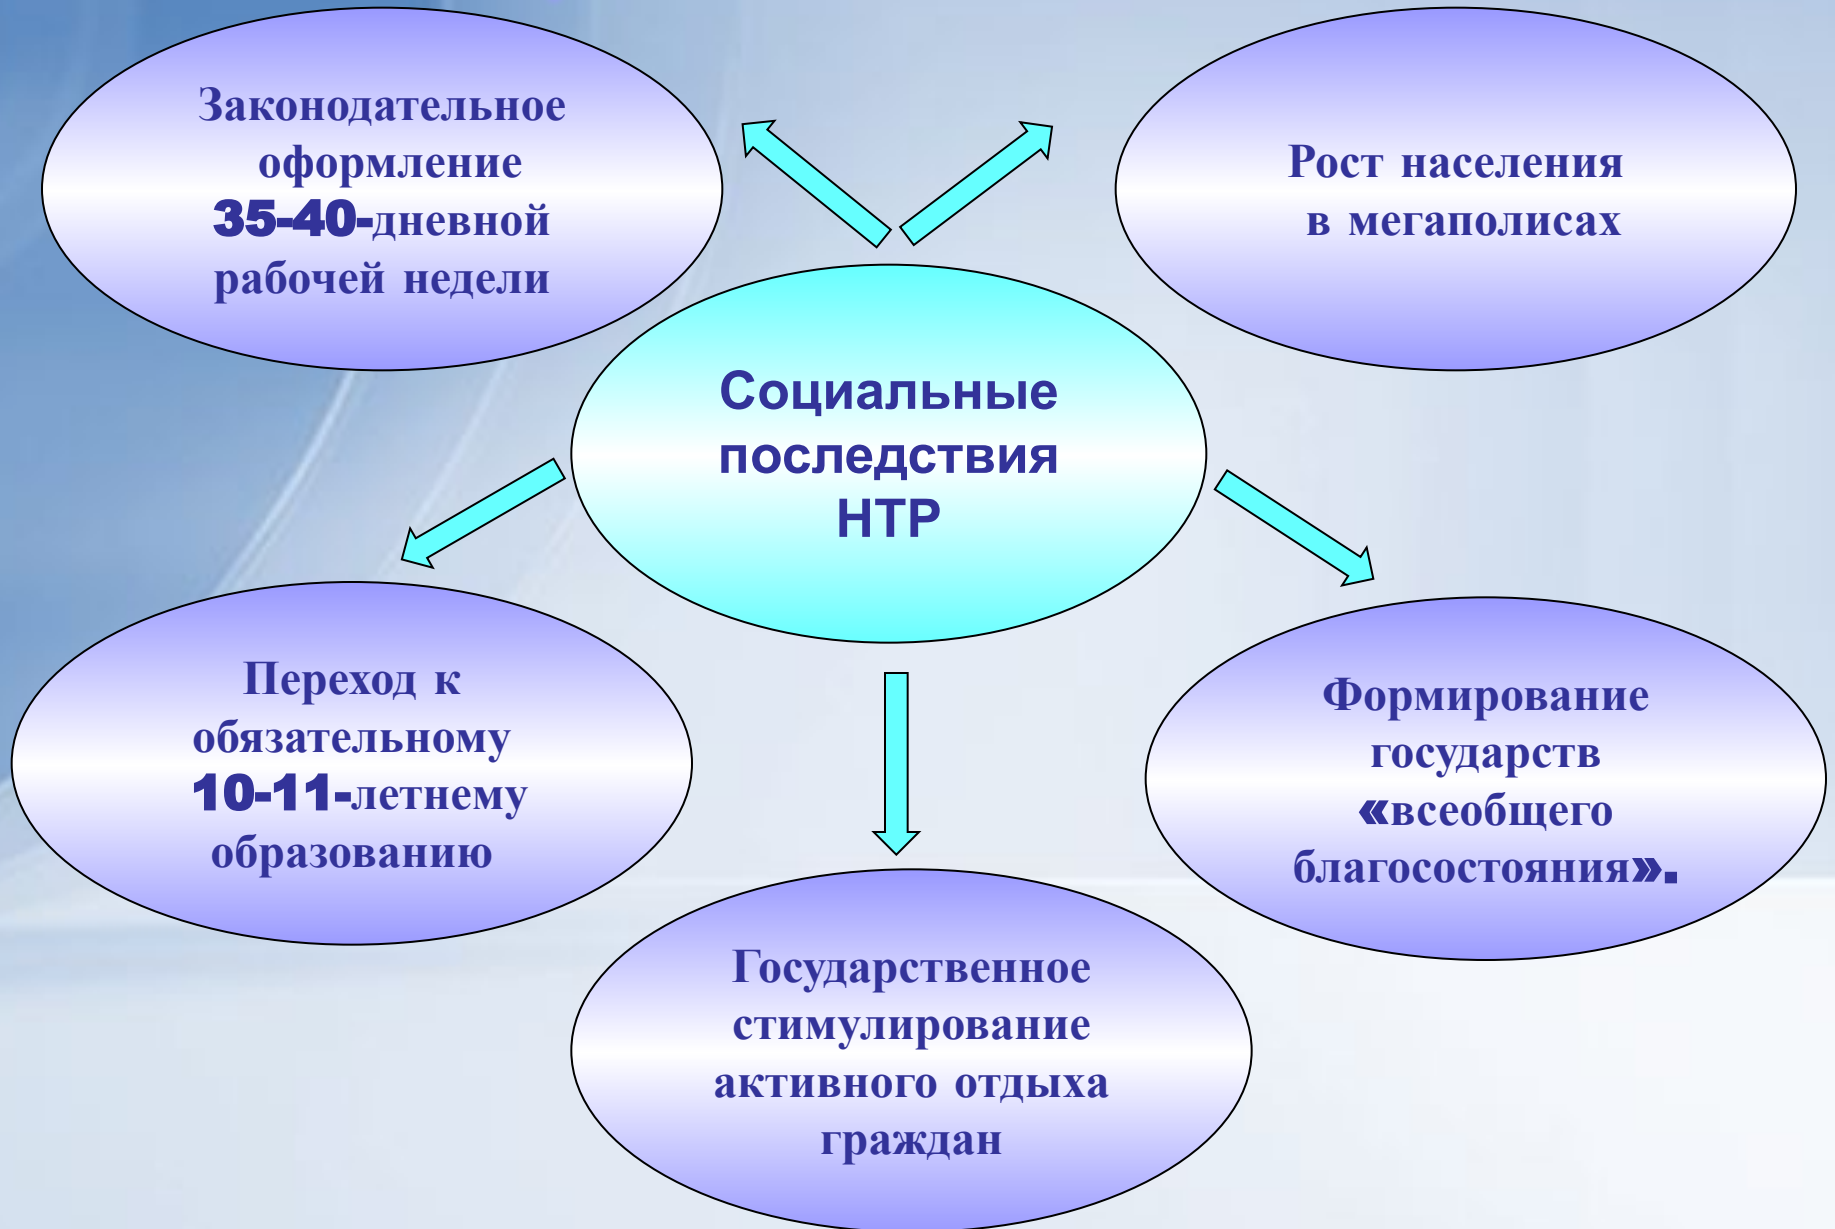 Законодательное
оформление
35-40-дневной
рабочей недели
Рост населения
в мегаполисах
Социальные
последствия
НТР
Переход к
обязательному
10-11-летнему
образованию
Формирование
государств
«всеобщего
благосостояния».
Государственное
стимулирование
активного отдыха
граждан